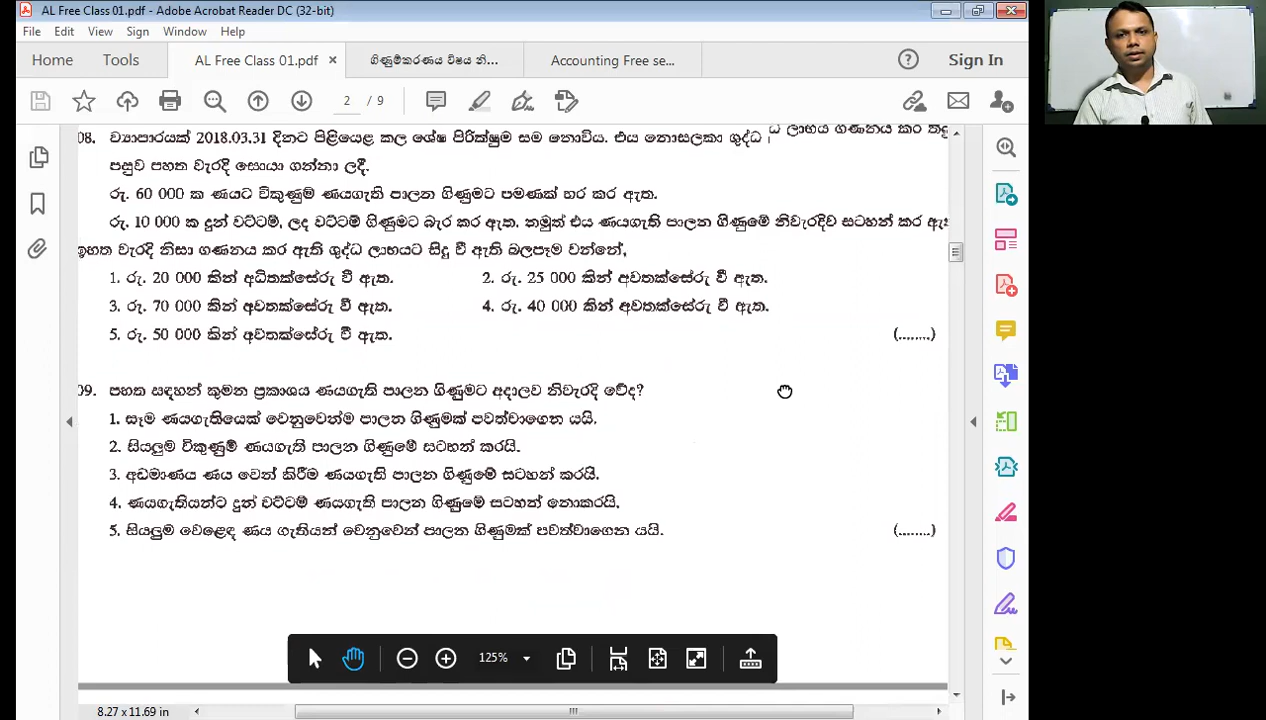 AL Free Class 01.pdf - Adobe Acrobat Reader DC (32-bit)
File Edit View Sign Window Help
Home Tools AL Free Class 01.pdf × ගිණුම්කරණය විෂය නි... Accounting Free se... Sign In
2 / 9
08. ව්‍යාපාරයක් 2018.03.31 දිනට පිළියෙළ කල ශේෂ පිරික්ෂුම සම නොවිය. එය නොසලකා ශුද්ධ ලාභය ගණනය කර
පසුව පහත වැරදි සොයා ගන්නා ලදී.
රු. 60 000 ක ණයට විකුණුම් ණයගැති පාලන ගිණුමට පමණක් හර කර ඇත.
රු. 10 000 ක දුන් වට්ටම්, ලද වට්ටම් ගිණුමට බැර කර ඇත. නමුත් එය ණයගැති පාලන ගිණුමේ නිවැරදිව සටහන් කර
ඉහත වැරදි නිසා ගණනය කර ඇති ශුද්ධ ලාභයට සිදු වී ඇති බලපෑම වන්නේ,
1. රු. 20 000 කින් අධිතක්සේරු වී ඇත. 2. රු. 25 000 කින් අවතක්සේරු වී ඇත.
3. රු. 70 000 කින් අවතක්සේරු වී ඇත. 4. රු. 40 000 කින් අවතක්සේරු වී ඇත.
5. රු. 50 000 කින් අවතක්සේරු වී ඇත. (........)
09. පහත සඳහන් කුමන ප්‍රකාශය ණයගැති පාලන ගිණුමට අදාලව නිවැරදි වේද?
1. සෑම ණයගැතියෙක් වෙනුවෙන්ම පාලන ගිණුමක් පවත්වාගෙන යයි.
2. සියලුම විකුණුම් ණයගැති පාලන ගිණුමේ සටහන් කරයි.
3. අඩමාණය ණය වෙන් කිරීම ණයගැති පාලන ගිණුමේ සටහන් කරයි.
4. ණයගැතියන්ට දුන් වට්ටම් ණයගැති පාලන ගිණුමේ සටහන් නොකරයි.
5. සියලුම වෙළෙඳ ණය ගැතියන් වෙනුවෙන් පාලන ගිණුමක් පවත්වාගෙන යයි. (........)
125%
8.27 x 11.69 in